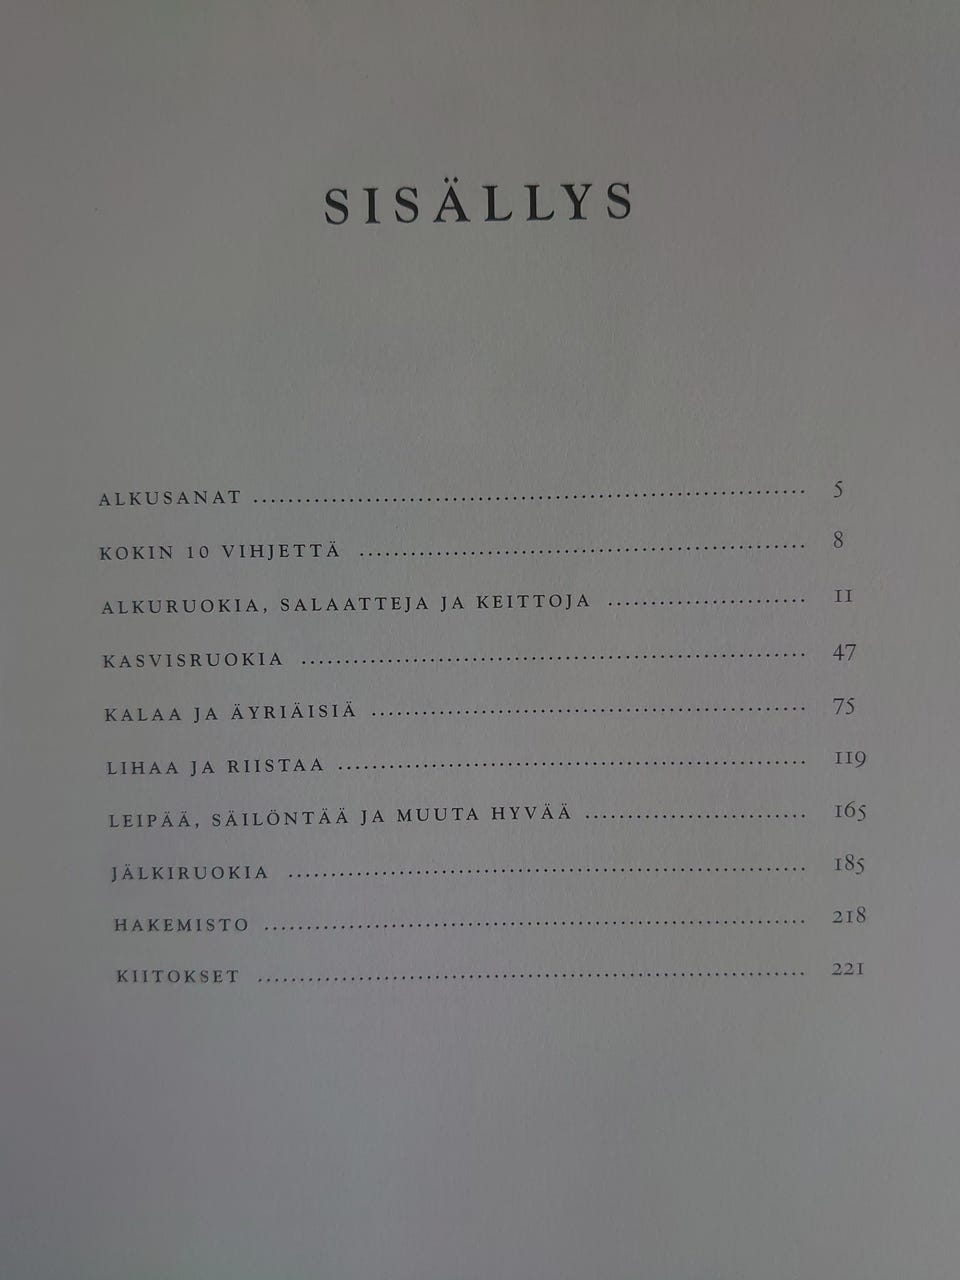 SISÄLLYS
ALKUSANAT ........................................................... 5
KOKIN 10 VIHJETTÄ ................................................ 8
ALKURUOKIA, SALAATTEJA JA KEITTOJA ..................... 11
KASVISRUOKIA ...................................................... 47
KALAA JA ÄYRIÄISIÄ .............................................. 75
LIHAA JA RIISTAA .................................................. 119
LEIPÄÄ, SÄILÖNTÄÄ JA MUUTA HYVÄÄ ....................... 165
JÄLKIRUOKIA ........................................................ 185
HAKEMISTO .......................................................... 218
KIITOKSET ........................................................... 221